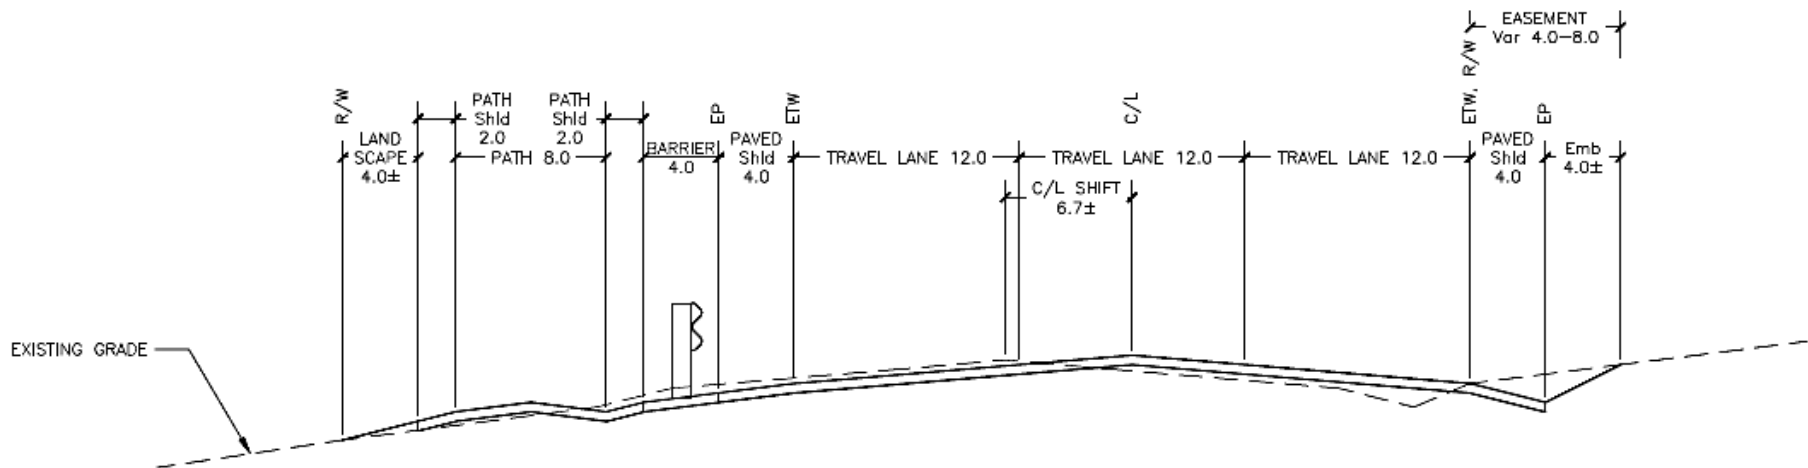 EASEMENT
Var 4.0-8.0
R/W
PATH
Shld
2.0
PATH
Shld
2.0
EP
ETW
C/L
ETW, R/W
EP
LAND
SCAPE
4.0±
PATH 8.0
BARRIER
4.0
PAVED
Shld
4.0
TRAVEL LANE 12.0
TRAVEL LANE 12.0
TRAVEL LANE 12.0
PAVED
Shld
4.0
Emb
4.0±
C/L SHIFT
6.7±
EXISTING GRADE